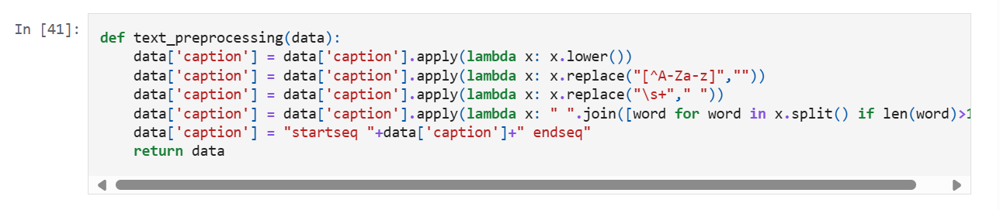 In [41]:
def text_preprocessing(data):
    data['caption'] = data['caption'].apply(lambda x: x.lower())
    data['caption'] = data['caption'].apply(lambda x: x.replace("[^A-Za-z]",""))
    data['caption'] = data['caption'].apply(lambda x: x.replace("\s+"," "))
    data['caption'] = data['caption'].apply(lambda x: " ".join([word for word in x.split() if len(word)>1
    data['caption'] = "startseq "+data['caption']+" endseq"
    return data